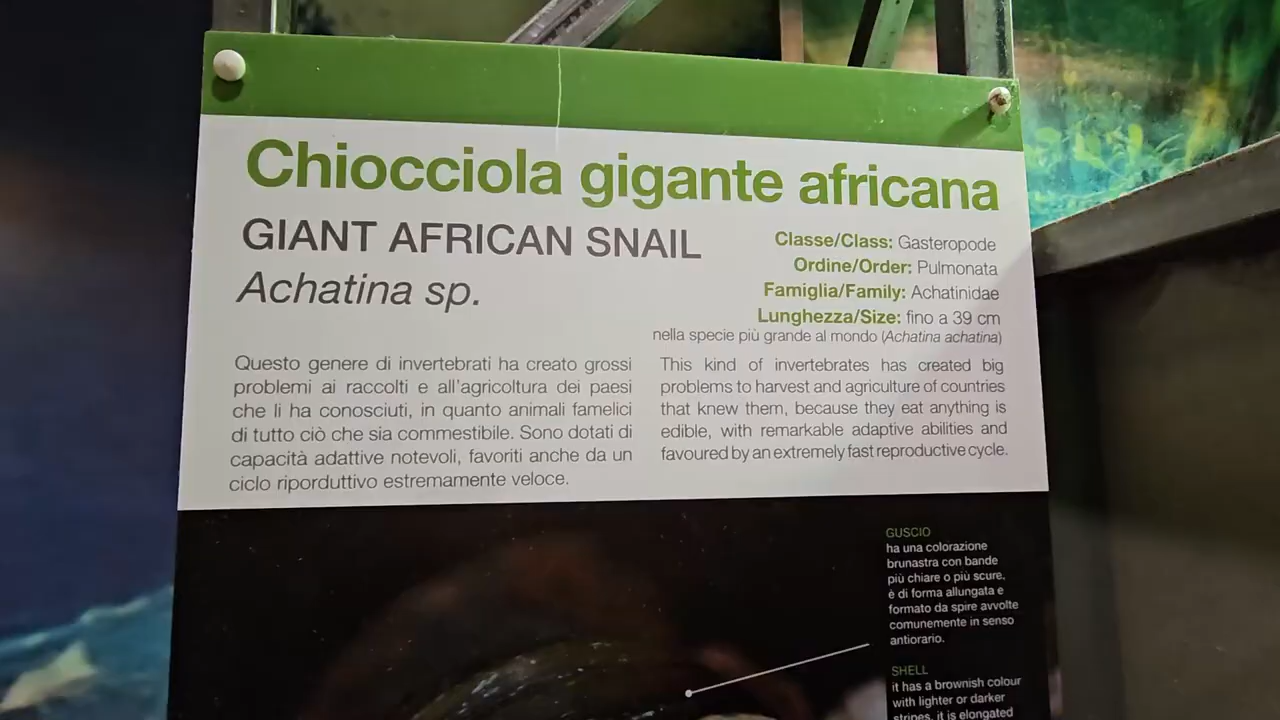 Chiocciola gigante africana
GIANT AFRICAN SNAIL
Achatina sp.
Classe/Class: Gasteropode
Ordine/Order: Pulmonata
Famiglia/Family: Achatinidae
Lunghezza/Size: fino a 39 cm
nella specie più grande al mondo (Achatina achatina)
Questo genere di invertebrati ha creato grossi
problemi ai raccolti e all'agricoltura dei paesi
che li ha conosciuti, in quanto animali famelici
di tutto ciò che sia commestibile. Sono dotati di
capacità adattive notevoli, favoriti anche da un
ciclo riporduttivo estremamente veloce.
This kind of invertebrates has created big
problems to harvest and agriculture of countries
that knew them, because they eat anything is
edible, with remarkable adaptive abilities and
favoured by an extremely fast reproductive cycle.
GUSCIO
ha una colorazione
brunastra con bande
più chiare o più scure,
è di forma allungata e
formato da spire avvolte
comunemente in senso
antiorario.
SHELL
it has a brownish colour
with lighter or darker
stripes, it is elongated